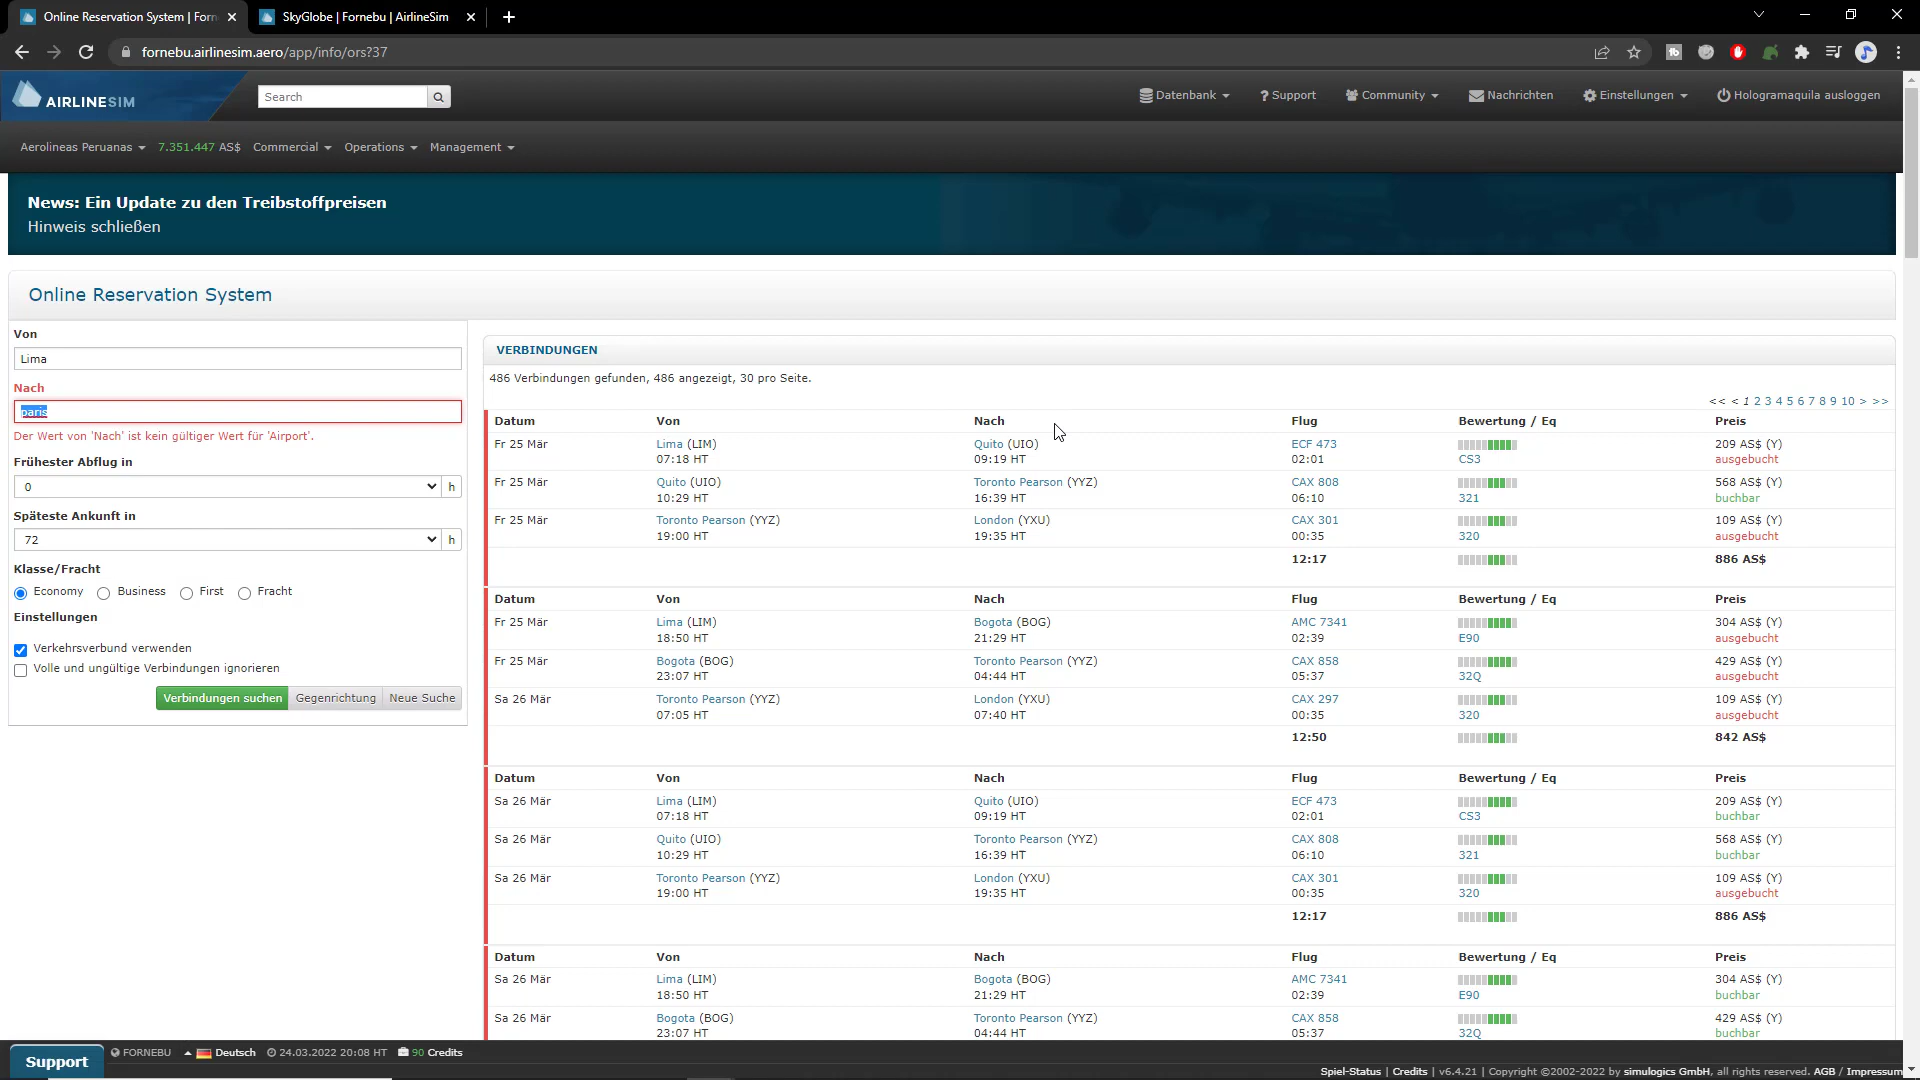 Online Reservation System | Forn
SkyGlobe | Fornebu | AirlineSim
fornebu.airlinesim.aero/app/info/ors?37
AIRLINESIM
Search
Datenbank
? Support
Community
Nachrichten
Einstellungen
Hologramaquila ausloggen
Aerolineas Peruanas
7.351.447 AS$
Commercial
Operations
Management
News: Ein Update zu den Treibstoffpreisen
Hinweis schließen
Online Reservation System
Von
Lima
Nach
paris
Der Wert von 'Nach' ist kein gültiger Wert für 'Airport'.
Frühester Abflug in
0 h
Späteste Ankunft in
72 h
Klasse/Fracht
Economy Business First Fracht
Einstellungen
Verkehrsverbund verwenden
Volle und ungültige Verbindungen ignorieren
Verbindungen suchen Gegenrichtung Neue Suche
VERBINDUNGEN
486 Verbindungen gefunden, 486 angezeigt, 30 pro Seite.
<< < 1 2 3 4 5 6 7 8 9 10 > >>
Datum Von Nach Flug Bewertung / Eq Preis
Fr 25 Mär Lima (LIM) Quito (UIO) ECF 473 209 AS$ (Y)
07:18 HT 09:19 HT 02:01 CS3 ausgebucht
Fr 25 Mär Quito (UIO) Toronto Pearson (YYZ) CAX 808 568 AS$ (Y)
10:29 HT 16:39 HT 06:10 321 buchbar
Fr 25 Mär Toronto Pearson (YYZ) London (YXU) CAX 301 109 AS$ (Y)
19:00 HT 19:35 HT 00:35 320 ausgebucht
12:17 886 AS$
Datum Von Nach Flug Bewertung / Eq Preis
Fr 25 Mär Lima (LIM) Bogota (BOG) AMC 7341 304 AS$ (Y)
18:50 HT 21:29 HT 02:39 E90 ausgebucht
Fr 25 Mär Bogota (BOG) Toronto Pearson (YYZ) CAX 858 429 AS$ (Y)
23:07 HT 04:44 HT 05:37 32Q ausgebucht
Sa 26 Mär Toronto Pearson (YYZ) London (YXU) CAX 297 109 AS$ (Y)
07:05 HT 07:40 HT 00:35 320 ausgebucht
12:50 842 AS$
Datum Von Nach Flug Bewertung / Eq Preis
Sa 26 Mär Lima (LIM) Quito (UIO) ECF 473 209 AS$ (Y)
07:18 HT 09:19 HT 02:01 CS3 buchbar
Sa 26 Mär Quito (UIO) Toronto Pearson (YYZ) CAX 808 568 AS$ (Y)
10:29 HT 16:39 HT 06:10 321 buchbar
Sa 26 Mär Toronto Pearson (YYZ) London (YXU) CAX 301 109 AS$ (Y)
19:00 HT 19:35 HT 00:35 320 ausgebucht
12:17 886 AS$
Datum Von Nach Flug Bewertung / Eq Preis
Sa 26 Mär Lima (LIM) Bogota (BOG) AMC 7341 304 AS$ (Y)
18:50 HT 21:29 HT 02:39 E90 buchbar
Sa 26 Mär Bogota (BOG) Toronto Pearson (YYZ) CAX 858 429 AS$ (Y)
23:07 HT 04:44 HT 05:37 32Q buchbar
Support
FORNEBU Deutsch 24.03.2022 20:08 HT 90 Credits
Spiel-Status | Credits | v6.4.21 | Copyright ©2002-2022 by simulogics GmbH, all rights reserved. AGB / Impressum